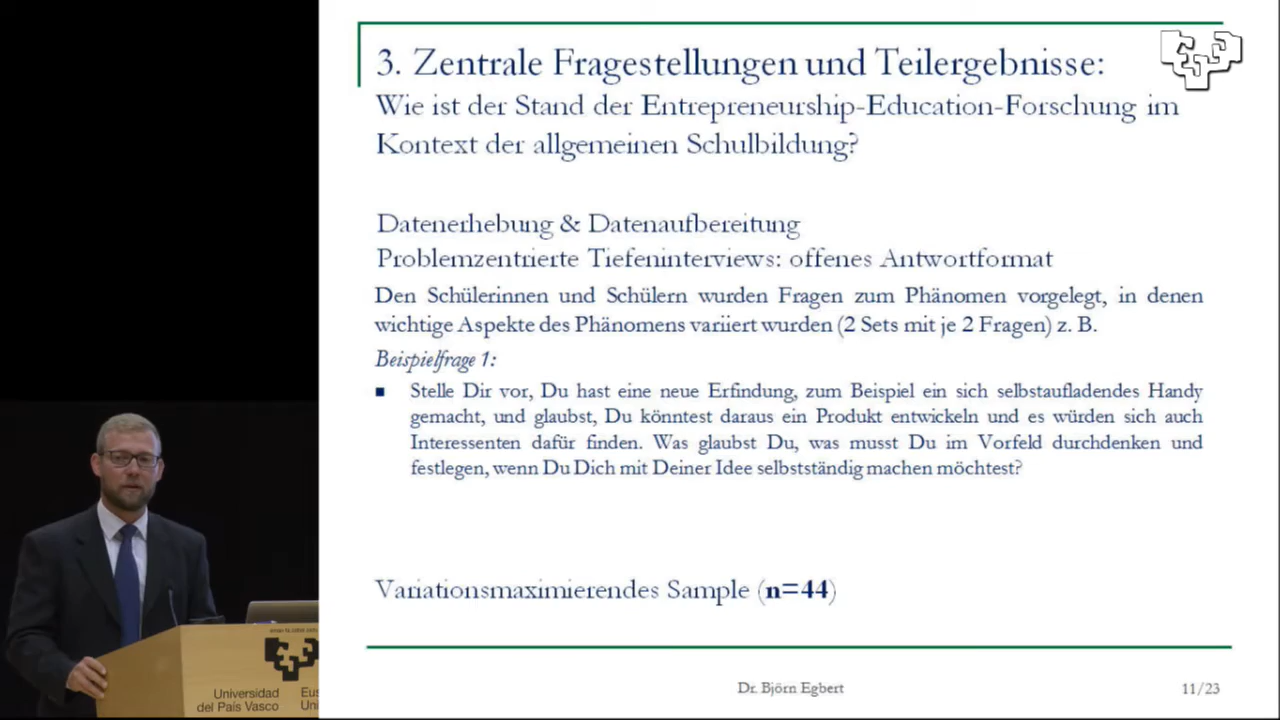 3. Zentrale Fragestellungen und Teilergebnisse:
Wie ist der Stand der Entrepreneurship-Education-Forschung im
Kontext der allgemeinen Schulbildung?
Datenerhebung & Datenaufbereitung
Problemzentrierte Tiefeninterviews: offenes Antwortformat
Den Schülerinnen und Schülern wurden Fragen zum Phänomen vorgelegt, in denen
wichtige Aspekte des Phänomens variiert wurden (2 Sets mit je 2 Fragen) z. B.
Beispielfrage 1:
■ Stelle Dir vor, Du hast eine neue Erfindung, zum Beispiel ein sich selbstaufladendes Handy
gemacht, und glaubst, Du könntest daraus ein Produkt entwickeln und es würden sich auch
Interessenten dafür finden. Was glaubst Du, was musst Du im Vorfeld durchdenken und
festlegen, wenn Du Dich mit Deiner Idee selbstständig machen möchtest?
Variationsmaximierendes Sample (n=44)
Dr. Björn Egbert
11/23
Universidad
del País Vasco
Eus
Uni